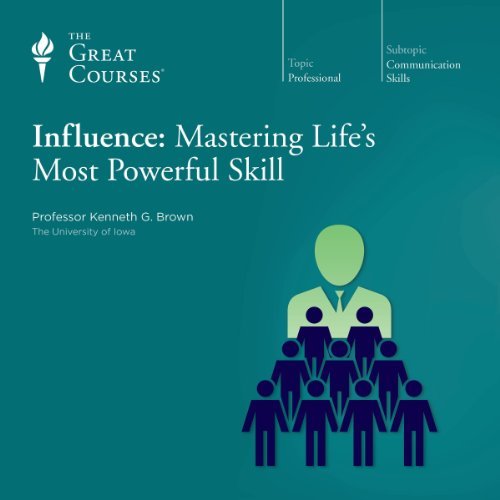 THE
GREAT
COURSES®
Topic
Professional
Subtopic
Communication
Skills
Influence: Mastering Life's
Most Powerful Skill
Professor Kenneth G. Brown
The University of Iowa